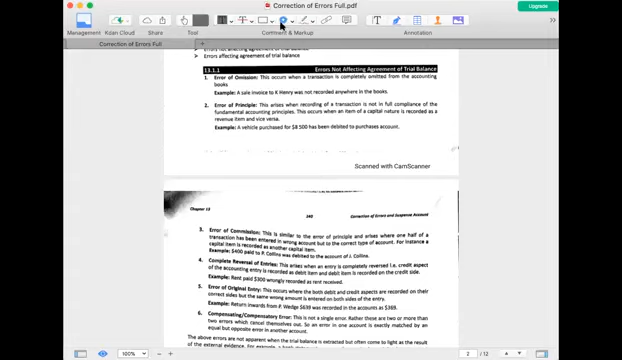 Correction of Errors Full.pdf
Upgrade
Management
Kdan Cloud
Share
Tool
Comment & Markup
Annotation
Correction of Errors Full
Errors not affecting agreement of trial balance
Errors affecting agreement of trial balance
13.1.1 Errors Not Affecting Agreement of Trial Balance
1. Error of Omission: This occurs when a transaction is completely omitted from the accounting
books
Example: A sale invoice to K Henry was not recorded anywhere in the
books.
2. Error of Principle: This arises when recording of a transaction is not in full compliance of the
fundamental accounting principles. This occurs when an item of a capital nature is recorded as a
revenue item and vice versa.
Example: A vehicle purchased for $8 500 has been debited to purchases account.
Scanned with CamScanner
Chapter 13
240
Correction of Errors and Suspense Account
3. Error of Commission: This is similar to the error of principle and arises where one half of a
transaction has been entered in wrong account but to the correct type of account. For instance a
capital item is recorded as another capital item.
Example: $400 paid to P. Collins was debited to the account of J. Collins.
4. Complete Reversal of Entries: This arises when an entry is completely reversed i.e. credit aspect
of the accounting entry is recorded as debit item and debit item is recorded on the credit side.
Example: Rent paid $300 wrongly recorded as rent received.
5. Error of Original Entry: This occurs where the both debit and credit aspects are recorded on their
correct sides but the same wrong amount is entered on both sides of the entry.
Example: Return inwards from P. Wedge $639 was recorded in the accounts as $369.
6. Compensating/Compensatory Error: This is not a single error. Rather these are two or more than
two errors which cancel themselves out. So an error in one account is exactly matched by an
equal but opposite error in another account.
The above errors are not apparent when the trial balance is extracted but often come to light as the result
of the external evidence. For example, a
100%
2 / 12